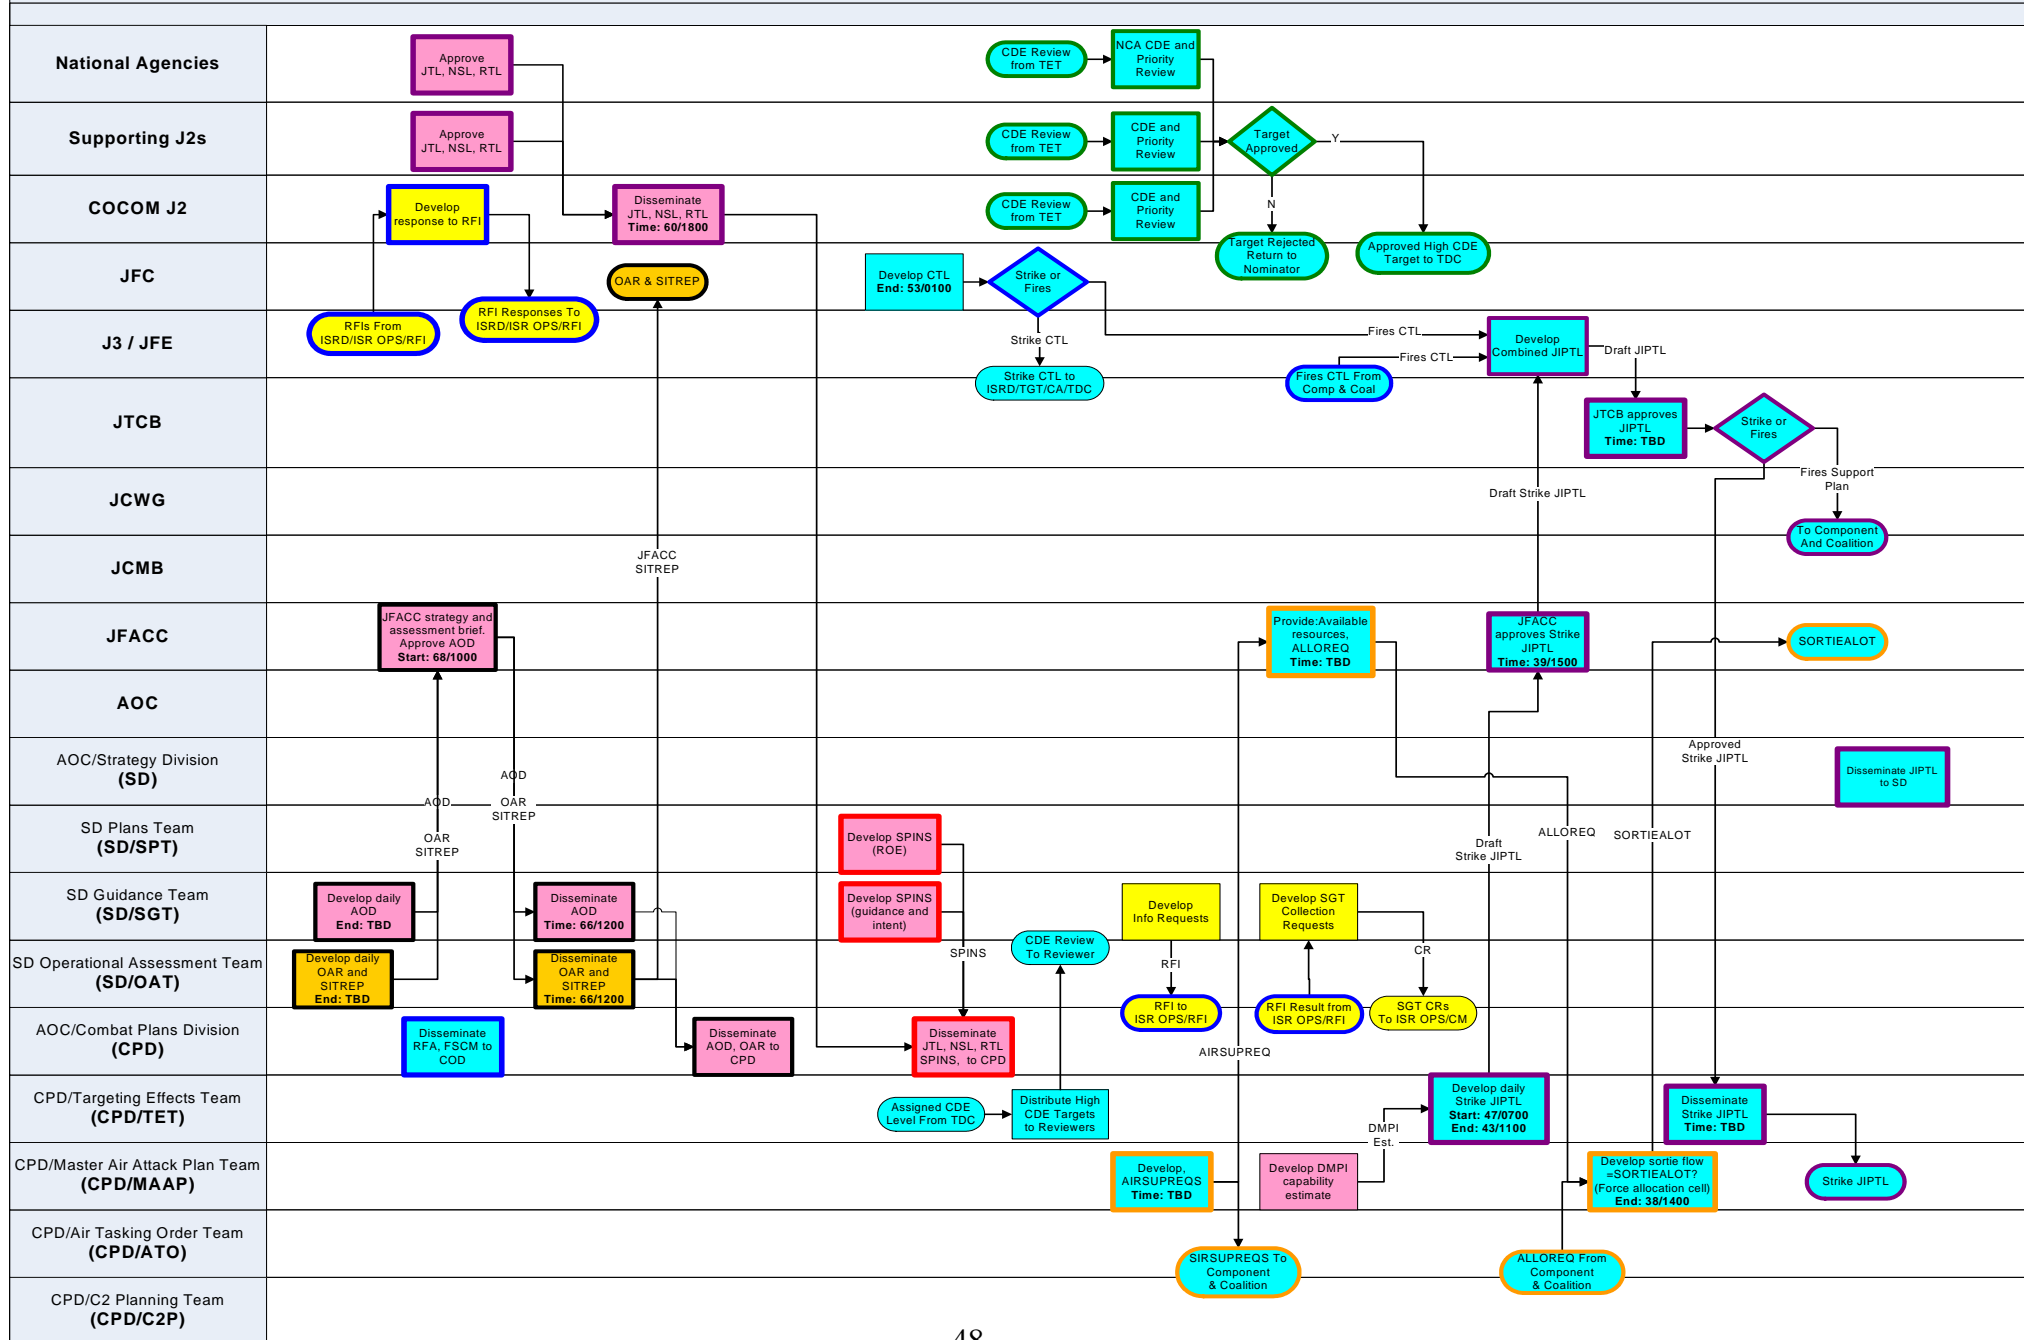 National Agencies
Approve
JTL, NSL, RTL
CDE Review
from TET
NCA CDE and
Priority
Review
Supporting J2s
Approve
JTL, NSL, RTL
CDE Review
from TET
CDE and
Priority
Review
Target
Approved
Y
N
COCOM J2
Develop
response to RFI
Disseminate
JTL, NSL, RTL
Time: 60/1800
CDE Review
from TET
CDE and
Priority
Review
Target Rejected
Return to
Nominator
Approved High CDE
Target to TDC
JFC
OAR & SITREP
Develop CTL
End: 53/0100
Strike or
Fires
J3 / JFE
RFIs From
ISRD/ISR OPS/RFI
RFI Responses To
ISRD/ISR OPS/RFI
Strike CTL
Fires CTL
Fires CTL
Develop
Combined JIPTL
Draft JIPTL
Strike CTL to
ISRD/TGT/CA/TDC
Fires CTL From
Comp & Coal
JTCB
JTCB approves
JIPTL
Time: TBD
Strike or
Fires
Fires Support
Plan
JCWG
Draft Strike JIPTL
To Component
And Coalition
JCMB
JFACC
SITREP
JFACC
JFACC strategy and
assessment brief.
Approve AOD
Start: 68/1000
Provide:Available
resources,
ALLOREQ
Time: TBD
JFACC
approves Strike
JIPTL
Time: 39/1500
SORTIEALOT
AOC
AOC/Strategy Division
(SD)
AOD
AOD
OAR
SITREP
Approved
Strike JIPTL
Disseminate JIPTL
to SD
SD Plans Team
(SD/SPT)
OAR
SITREP
Develop SPINS
(ROE)
Draft
Strike JIPTL
ALLOREQ
SORTIEALOT
SD Guidance Team
(SD/SGT)
Develop daily
AOD
End: TBD
Disseminate
AOD
Time: 66/1200
Develop SPINS
(guidance and
intent)
Develop
Info Requests
Develop SGT
Collection
Requests
SD Operational Assessment Team
(SD/OAT)
Develop daily
OAR and
SITREP
End: TBD
Disseminate
OAR and
SITREP
Time: 66/1200
SPINS
CDE Review
To Reviewer
RFI
CR
RFI to
ISR OPS/RFI
RFI Result from
ISR OPS/RFI
SGT CRs
To ISR OPS/CM
AOC/Combat Plans Division
(CPD)
Disseminate
RFA, FSCM to
COD
Disseminate
AOD, OAR to
CPD
Disseminate
JTL, NSL, RTL
SPINS, to CPD
AIRSUPREQ
CPD/Targeting Effects Team
(CPD/TET)
Assigned CDE
Level From TDC
Distribute High
CDE Targets
to Reviewers
DMPI
Est.
Develop daily
Strike JIPTL
Start: 47/0700
End: 43/1100
Disseminate
Strike JIPTL
Time: TBD
CPD/Master Air Attack Plan Team
(CPD/MAAP)
Develop,
AIRSUPREQS
Time: TBD
Develop DMPI
capability
estimate
Develop sortie flow
=SORTIEALOT?
(Force allocation cell)
End: 38/1400
Strike JIPTL
CPD/Air Tasking Order Team
(CPD/ATO)
SIRSUPREQS To
Component
& Coalition
ALLOREQ From
Component
& Coalition
CPD/C2 Planning Team
(CPD/C2P)
48